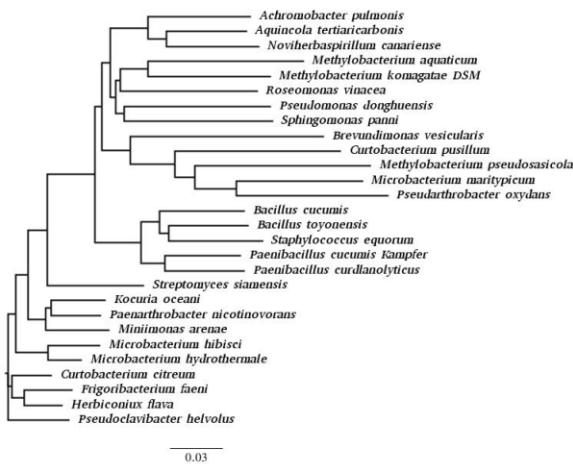 Achromobacter pulmonis
Aquincola tertiaricarbonis
Noviherbaspirillum canariense
Methylobacterium aquaticum
Methylobacterium komagatae DSM
Roseomonas vinacea
Pseudomonas donghuensis
Sphingomonas panni
Brevundimonas vesicularis
Curtobacterium pusillum
Methylobacterium pseudosasicola
Microbacterium maritypicum
Pseudarthrobacter oxydans
Bacillus cucumis
Bacillus toyonensis
Staphylococcus equorum
Paenibacillus cucumis Kampfer
Paenibacillus curdlanolyticus
Streptomyces siamensis
Kocuria oceani
Paenarthrobacter nicotinovorans
Miniimonas arenae
Microbacterium hibisci
Microbacterium hydrothermale
Curtobacterium citreum
Frigoribacterium faeni
Herbiconiux flava
Pseudoclavibacter helvolus
0.03